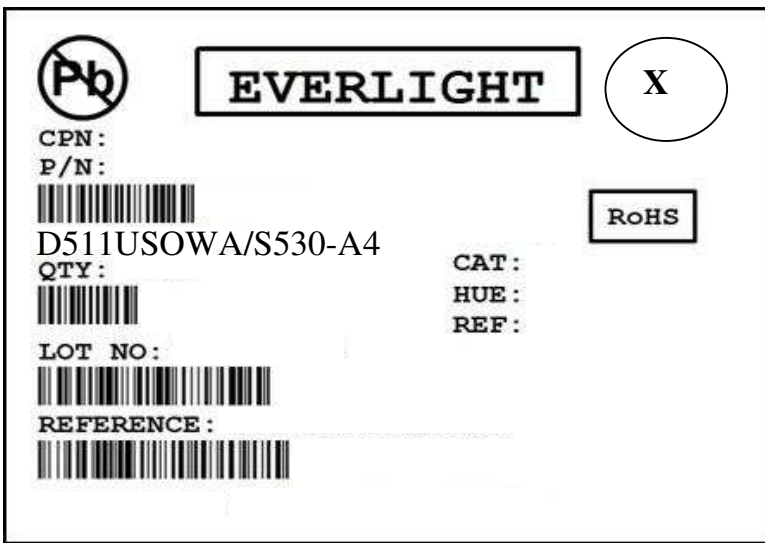 Pb
EVERLIGHT
X
CPN:
P/N:
RoHS
D511USOWA/S530-A4
QTY:
CAT:
HUE:
REF:
LOT NO:
REFERENCE: